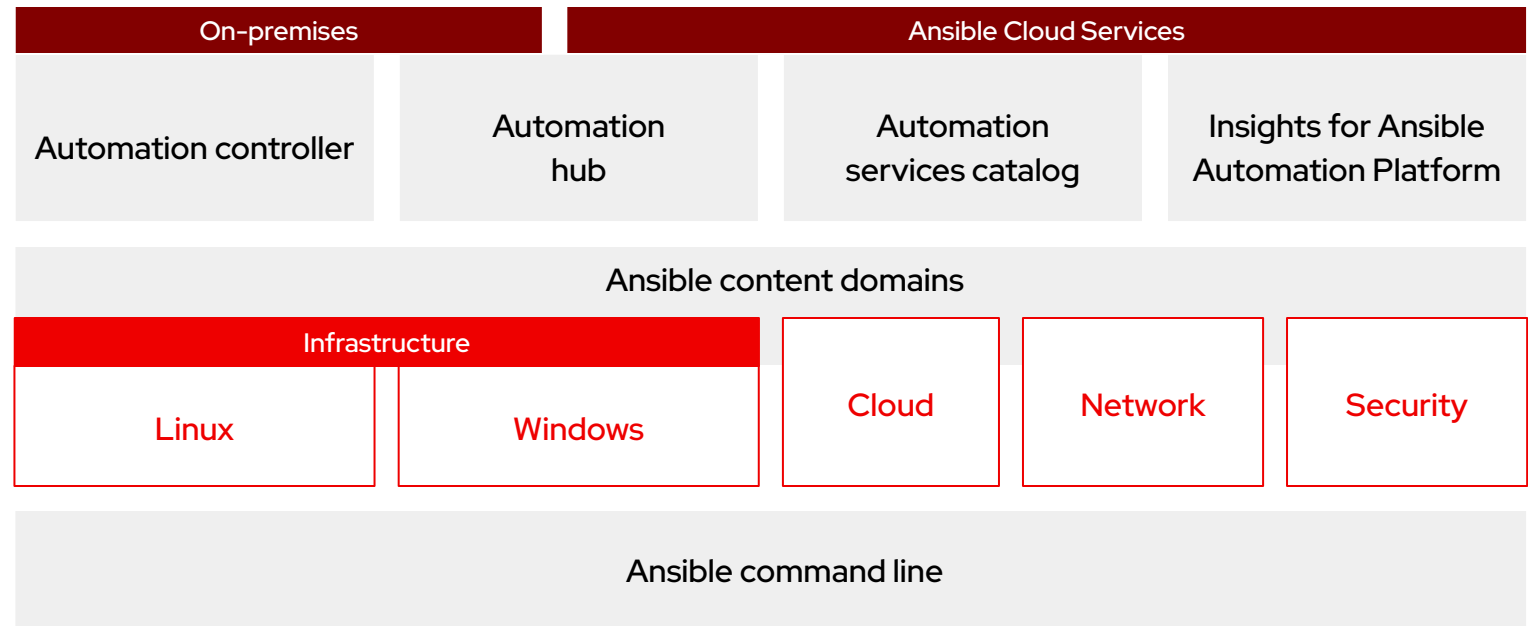 On-premises
Ansible Cloud Services
Automation controller
Automation
hub
Automation
services catalog
Insights for Ansible
Automation Platform
Ansible content domains
Infrastructure
Linux
Windows
Cloud
Network
Security
Ansible command line